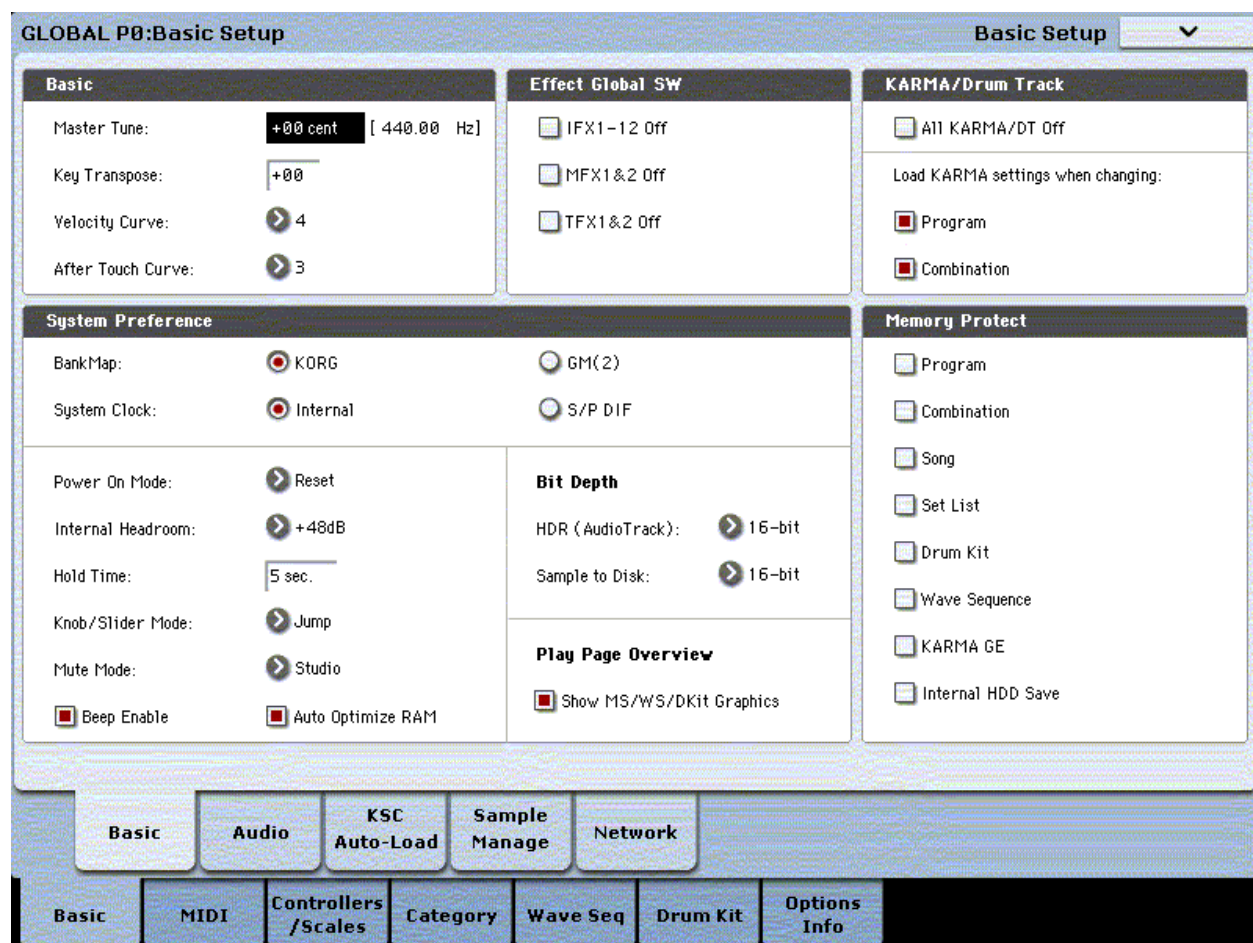 GLOBAL P0:Basic Setup
Basic Setup
Basic
Master Tune: +00 cent [ 440.00 Hz]
Key Transpose: +00
Velocity Curve: 4
After Touch Curve: 3
Effect Global SW
IFX1-12 Off
MFX1&2 Off
TFX1&2 Off
KARMA/Drum Track
All KARMA/DT Off
Load KARMA settings when changing:
Program
Combination
System Preference
BankMap: KORG GM(2)
System Clock: Internal S/P DIF
Power On Mode: Reset
Internal Headroom: +48dB
Hold Time: 5 sec.
Knob/Slider Mode: Jump
Mute Mode: Studio
Beep Enable Auto Optimize RAM
Bit Depth
HDR (AudioTrack): 16-bit
Sample to Disk: 16-bit
Play Page Overview
Show MS/WS/DKit Graphics
Memory Protect
Program
Combination
Song
Set List
Drum Kit
Wave Sequence
KARMA GE
Internal HDD Save
Basic
Audio
KSC
Auto-Load
Sample
Manage
Network
Basic
MIDI
Controllers
/Scales
Category
Wave Seq
Drum Kit
Options
Info